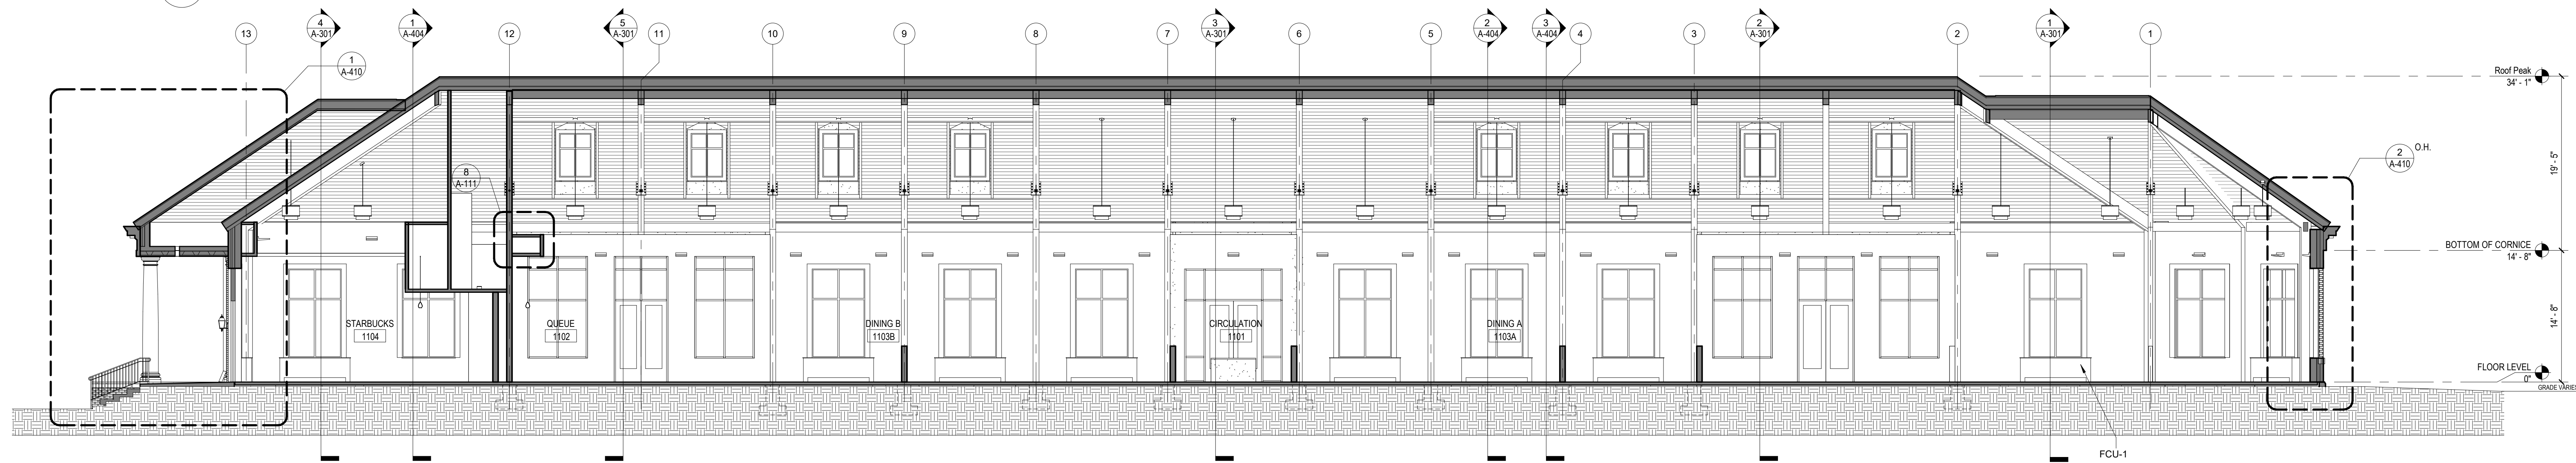 13
4
A-301
1
A-404
12
5
A-301
11
10
9
8
7
3
A-301
6
5
2
A-404
3
A-404
4
3
2
A-301
2
1
A-301
1
1
A-410
Roof Peak
34' - 1"
8
A-111
2
A-410
O.H.
19' - 5"
BOTTOM OF CORNICE
14' - 8"
14' - 8"
STARBUCKS
1104
QUEUE
1102
DINING B
1103B
CIRCULATION
1101
DINING A
1103A
FLOOR LEVEL
0"
GRADE VARIES
FCU-1